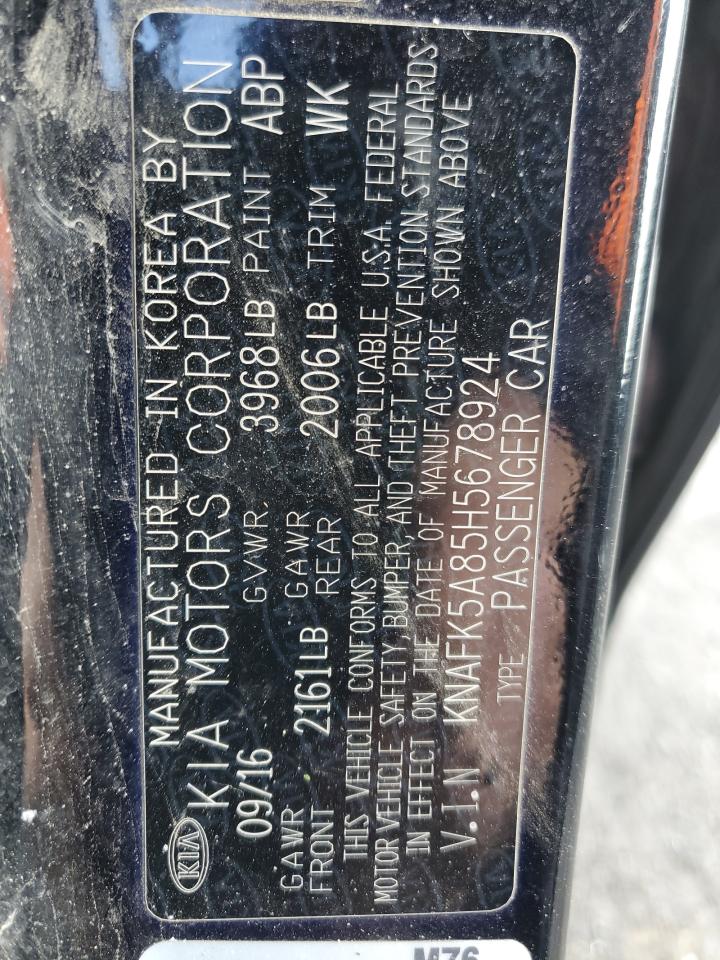 MANUFACTURED IN KOREA BY
KIA KIA MOTORS CORPORATION
09/16 GVWR 3968LB PAINT ABP
GAWR FRONT 2161LB GAWR REAR 2006LB TRIM WK
THIS VEHICLE CONFORMS TO ALL APPLICABLE U.S.A. FEDERAL
MOTOR VEHICLE SAFETY, BUMPER, AND THEFT PREVENTION STANDARDS
IN EFFECT ON THE DATE OF MANUFACTURE SHOWN ABOVE
V.I.N KNAFK5A85H5678924
TYPE PASSENGER CAR